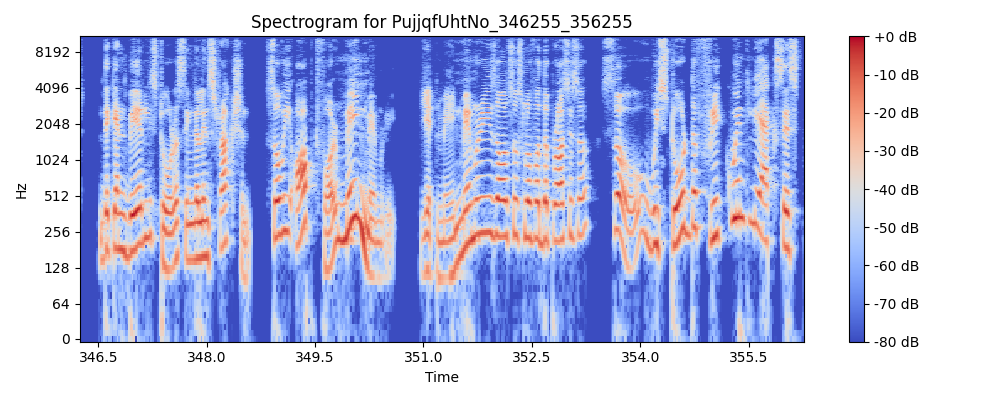 Spectrogram for PujjqfUhtNo_346255_356255
Hz
8192
4096
2048
1024
512
256
128
64
0
346.5 348.0 349.5 351.0 352.5 354.0 355.5
Time
+0 dB
-10 dB
-20 dB
-30 dB
-40 dB
-50 dB
-60 dB
-70 dB
-80 dB